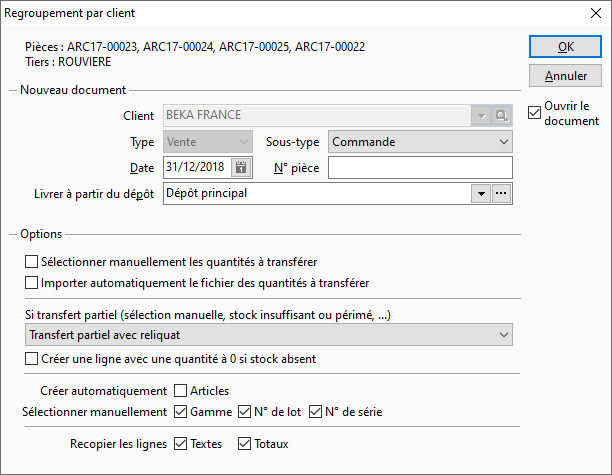 Regroupement par client
Pièces : ARC17-00023, ARC17-00024, ARC17-00025, ARC17-00022
Tiers : ROUVIERE
OK
Annuler
Ouvrir le
document
Nouveau document
Client BEKA FRANCE
Type Vente Sous-type Commande
Date 31/12/2018 1 N° pièce
Livrer à partir du dépôt Dépôt principal ...
Options
Sélectionner manuellement les quantités à transférer
Importer automatiquement le fichier des quantités à transférer
Si transfert partiel (sélection manuelle, stock insuffisant ou périmé, ...)
Transfert partiel avec reliquat
Créer une ligne avec une quantité à 0 si stock absent
Créer automatiquement Articles
Sélectionner manuellement Gamme N° de lot N° de série
Recopier les lignes Textes Totaux